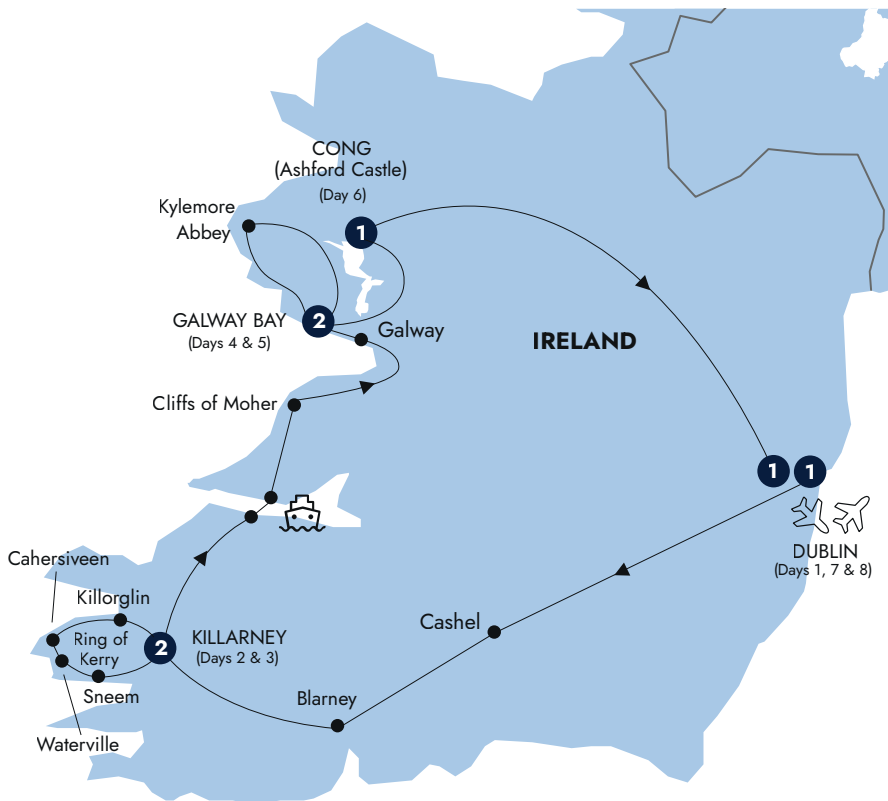 CONG
(Ashford Castle)
(Day 6)
Kylemore
Abbey
1
GALWAY BAY
(Days 4 & 5)
2
Galway
IRELAND
Cliffs of Moher
1
1
DUBLIN
(Days 1, 7 & 8)
Cahersiveen
Killorglin
Ring of
Kerry
2
KILLARNEY
(Days 2 & 3)
Cashel
Sneem
Blarney
Waterville